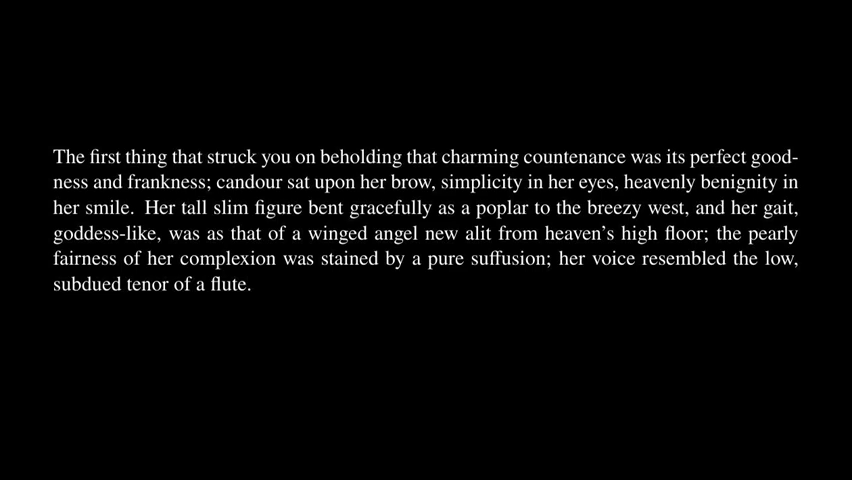 The first thing that struck you on beholding that charming countenance was its perfect good-
ness and frankness; candour sat upon her brow, simplicity in her eyes, heavenly benignity in
her smile. Her tall slim figure bent gracefully as a poplar to the breezy west, and her gait,
goddess-like, was as that of a winged angel new alit from heaven's high floor; the pearly
fairness of her complexion was stained by a pure suffusion; her voice resembled the low,
subdued tenor of a flute.